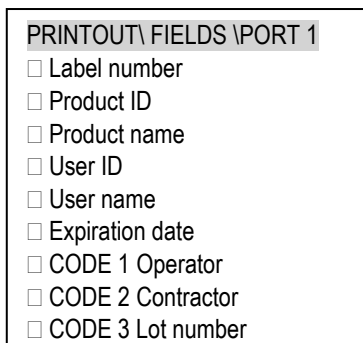 PRINTOUT\ FIELDS \PORT 1
□ Label number
□ Product ID
□ Product name
□ User ID
□ User name
□ Expiration date
□ CODE 1 Operator
□ CODE 2 Contractor
□ CODE 3 Lot number